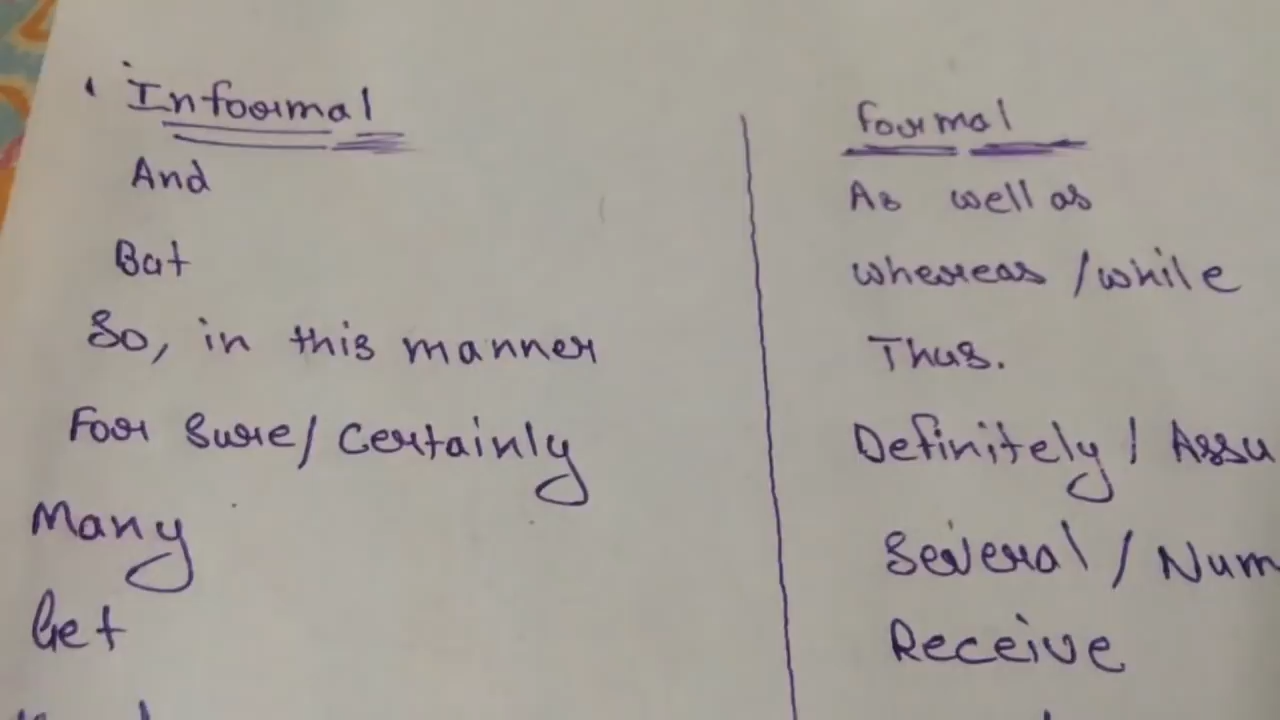 Informal
formal
And
As well as
But
whereas / while
So, in this manner
Thus.
For Sure / Certainly
Definitely /
Many
Several /
Get
Receive